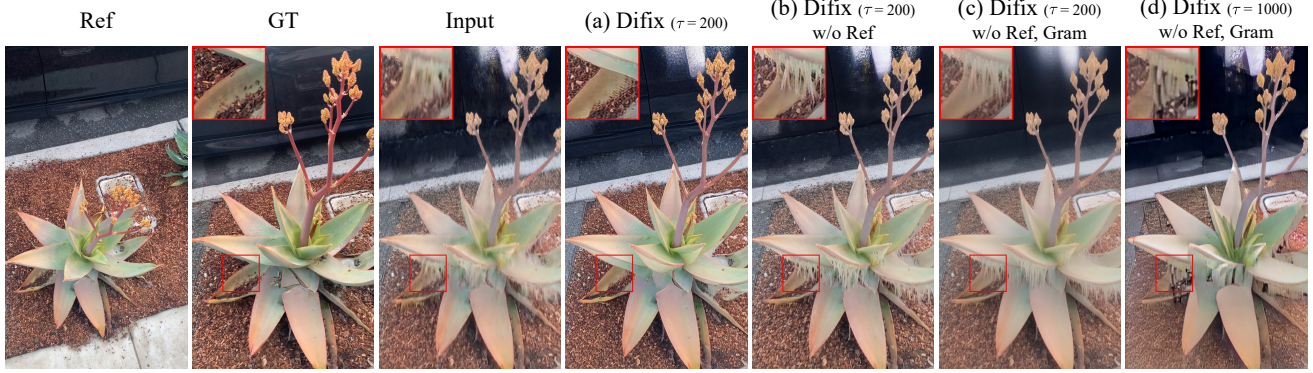 Ref
GT
Input
(a) Difix (τ = 200)
(b) Difix (τ = 200)
w/o Ref
(c) Difix (τ = 200)
w/o Ref, Gram
(d) Difix (τ = 1000)
w/o Ref, Gram